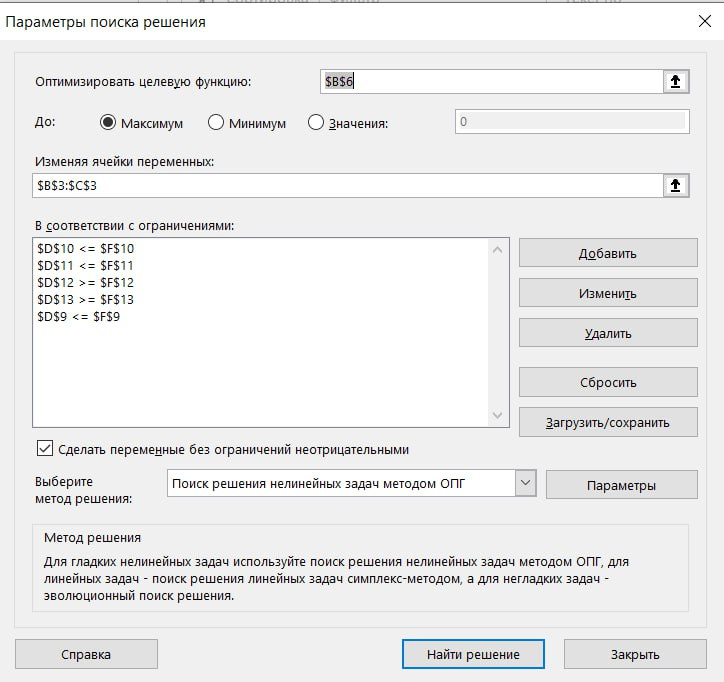 Параметры поиска решения
Оптимизировать целевую функцию: $B$6
До: Максимум Минимум Значения: 0
Изменяя ячейки переменных:
$B$3:$C$3
В соответствии с ограничениями:
$D$10 <= $F$10
$D$11 <= $F$11
$D$12 >= $F$12
$D$13 >= $F$13
$D$9 <= $F$9
Добавить
Изменить
Удалить
Сбросить
Загрузить/сохранить
Сделать переменные без ограничений неотрицательными
Выберите
метод решения:
Поиск решения нелинейных задач методом ОПГ
Параметры
Метод решения
Для гладких нелинейных задач используйте поиск решения нелинейных задач методом ОПГ, для
линейных задач - поиск решения линейных задач симплекс-методом, а для негладких задач -
эволюционный поиск решения.
Справка
Найти решение
Закрыть